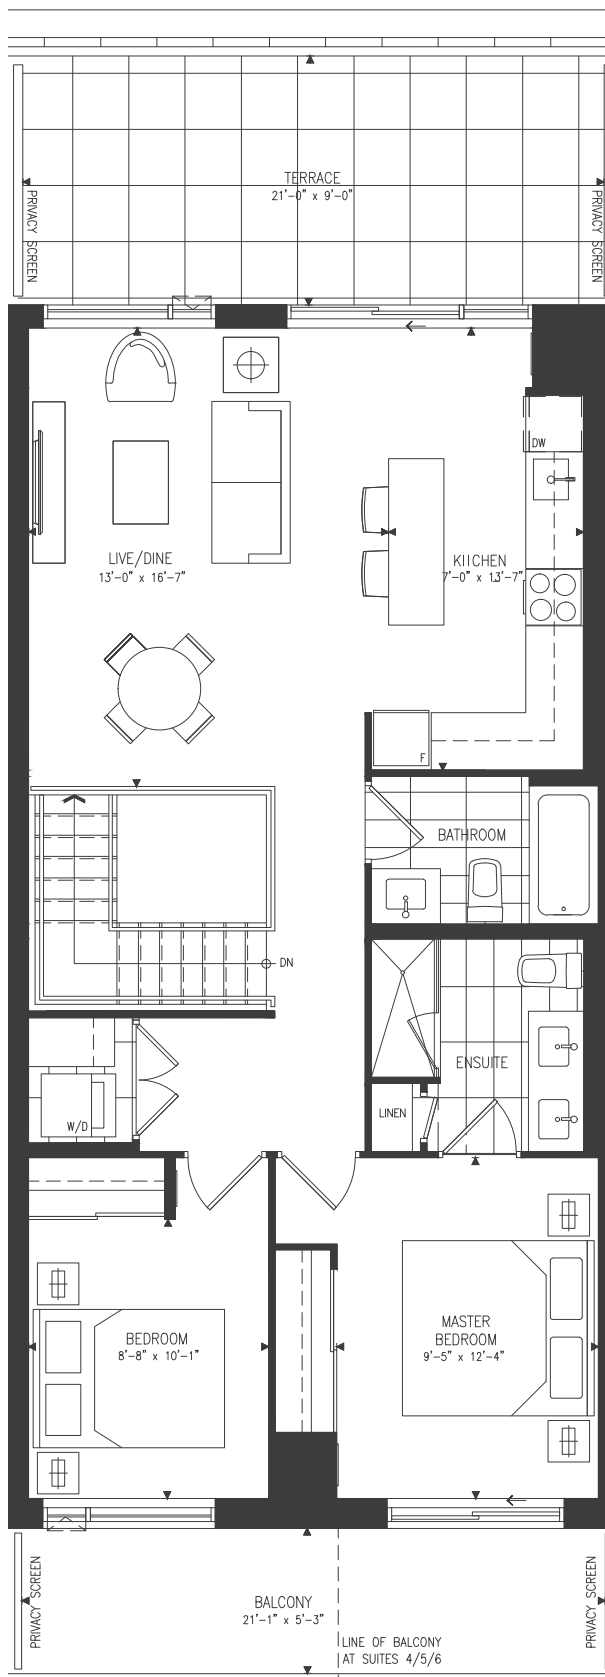 TERRACE
21'-0" x 9'-0"
PRIVACY SCREEN
PRIVACY SCREEN
DW
LIVE/DINE
13'-0" x 16'-7"
KIICHEN
7'-0" x 13'-7"
F
BATHROOM
DN
ENSUITE
LINEN
W/D
BEDROOM
8'-8" x 10'-1"
MASTER
BEDROOM
9'-5" x 12'-4"
PRIVACY SCREEN
PRIVACY SCREEN
BALCONY
21'-1" x 5'-3"
LINE OF BALCONY
AT SUITES 4/5/6